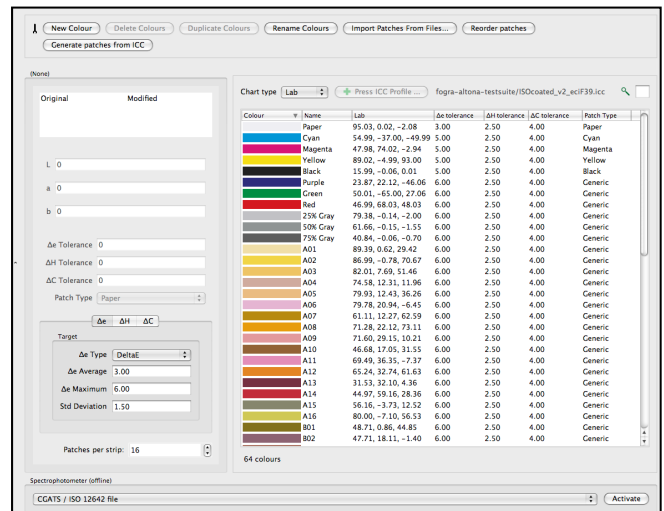 New Colour Delete Colours Duplicate Colours Rename Colours Import Patches From Files... Reorder patches
Generate patches from ICC
(None)
Original Modified
L 0
a 0
b 0
Δe Tolerance 0
ΔH Tolerance 0
ΔC Tolerance 0
Patch Type Paper
Δe ΔH ΔC
Target
Δe Type DeltaE
Δe Average 3.00
Δe Maximum 6.00
Std Deviation 1.50
Patches per strip: 16
Chart type Lab Press ICC Profile ... fogra-altona-testsuite/ISOcoated_v2_eciF39.icc
Colour Name Lab Δe tolerance ΔH tolerance ΔC tolerance Patch Type
Paper 95.03, 0.02, -2.08 3.00 2.50 4.00 Paper
Cyan 54.99, -37.00, -49.99 5.00 2.50 4.00 Cyan
Magenta 47.98, 74.02, -2.94 5.00 2.50 4.00 Magenta
Yellow 89.02, -4.99, 93.00 5.00 2.50 4.00 Yellow
Black 15.99, -0.06, 0.01 5.00 2.50 4.00 Black
Purple 23.87, 22.12, -46.06 6.00 2.50 4.00 Generic
Green 50.01, -65.00, 27.06 6.00 2.50 4.00 Generic
Red 46.99, 68.03, 48.03 6.00 2.50 4.00 Generic
25% Gray 79.38, -0.14, -2.00 6.00 2.50 4.00 Generic
50% Gray 61.66, -0.15, -1.55 6.00 2.50 4.00 Generic
75% Gray 40.84, -0.06, -0.70 6.00 2.50 4.00 Generic
A01 89.39, 0.62, 29.42 6.00 2.50 4.00 Generic
A02 86.99, -0.78, 70.67 6.00 2.50 4.00 Generic
A03 82.01, 7.69, 51.46 6.00 2.50 4.00 Generic
A04 74.58, 12.31, 11.96 6.00 2.50 4.00 Generic
A05 79.93, 12.43, 36.26 6.00 2.50 4.00 Generic
A06 79.78, 20.94, -6.45 6.00 2.50 4.00 Generic
A07 61.11, 12.27, 62.59 6.00 2.50 4.00 Generic
A08 71.28, 22.12, 73.11 6.00 2.50 4.00 Generic
A09 71.60, 29.15, 10.21 6.00 2.50 4.00 Generic
A10 46.68, 17.05, 31.55 6.00 2.50 4.00 Generic
A11 69.49, 36.35, -7.37 6.00 2.50 4.00 Generic
A12 65.24, 32.74, 61.63 6.00 2.50 4.00 Generic
A13 31.53, 32.10, 4.36 6.00 2.50 4.00 Generic
A14 44.97, 59.16, 28.36 6.00 2.50 4.00 Generic
A15 56.16, -3.73, 12.52 6.00 2.50 4.00 Generic
A16 80.00, -7.10, 56.53 6.00 2.50 4.00 Generic
B01 48.71, 0.86, 44.85 6.00 2.50 4.00 Generic
B02 47.71, 18.11, -1.40 6.00 2.50 4.00 Generic
64 colours
Spectrophotometer (offline)
CGATS / ISO 12642 file Activate